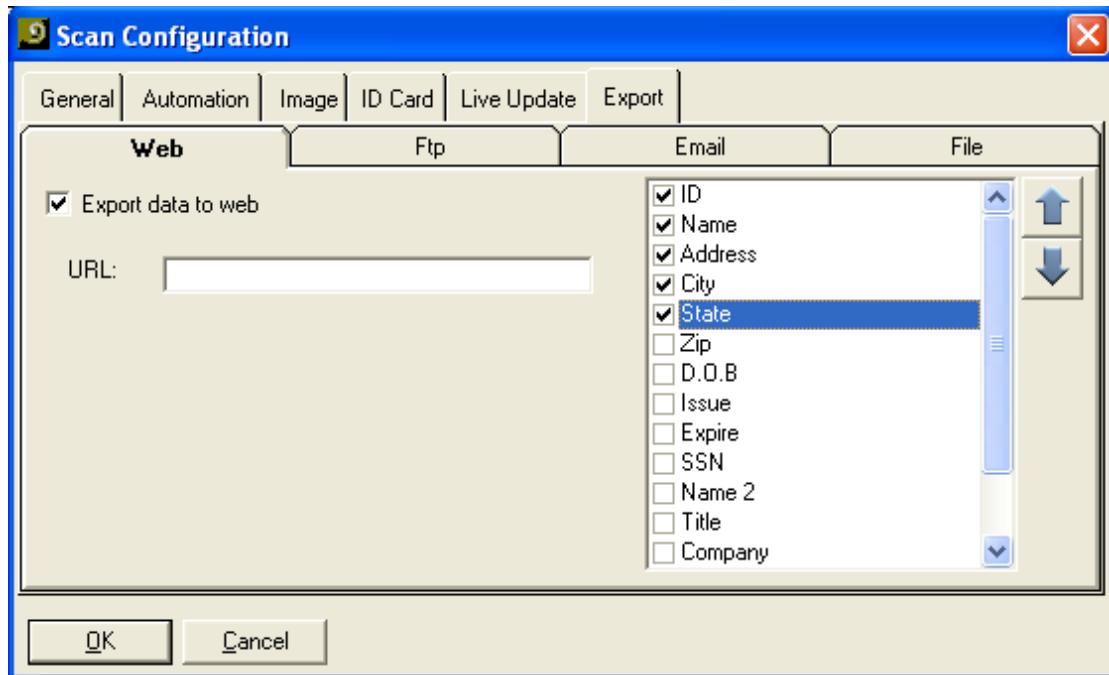 Scan Configuration
General Automation Image ID Card Live Update Export
Web Ftp Email File
Export data to web
URL:
ID
Name
Address
City
State
Zip
D.O.B
Issue
Expire
SSN
Name 2
Title
Company
OK Cancel